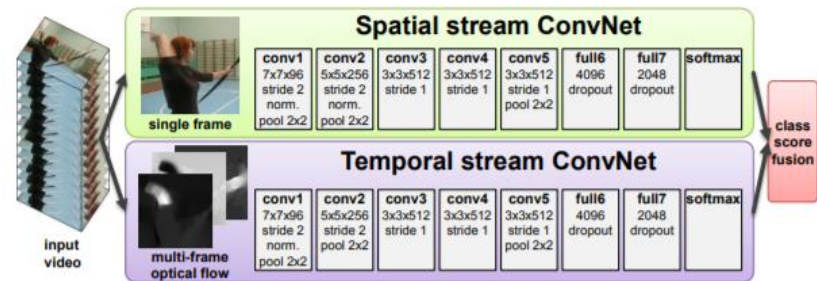 Spatial stream ConvNet
single frame
conv1
7x7x96
stride 2
norm.
pool 2x2
conv2
5x5x256
stride 2
norm.
pool 2x2
conv3
3x3x512
stride 1
conv4
3x3x512
stride 1
conv5
3x3x512
stride 1
pool 2x2
full6
4096
dropout
full7
2048
dropout
softmax
Temporal stream ConvNet
input
video
multi-frame
optical flow
conv1
7x7x96
stride 2
norm.
pool 2x2
conv2
5x5x256
stride 2
pool 2x2
conv3
3x3x512
stride 1
conv4
3x3x512
stride 1
conv5
3x3x512
stride 1
pool 2x2
full6
4096
dropout
full7
2048
dropout
softmax
class
score
fusion